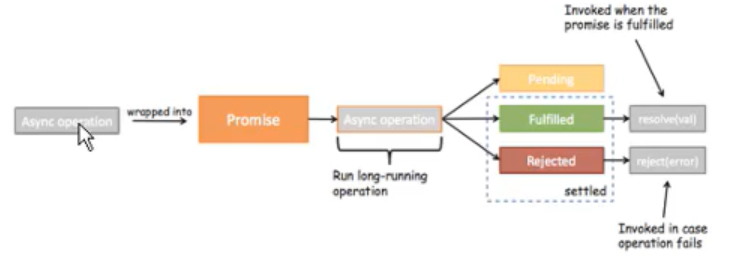 Invoked when the
promise is fulfilled
Pending
Async operation
wrapped into
Promise
Async operation
Fulfilled
resolve(val)
Rejected
reject(error)
Run long-running
operation
settled
Invoked in case
operation fails